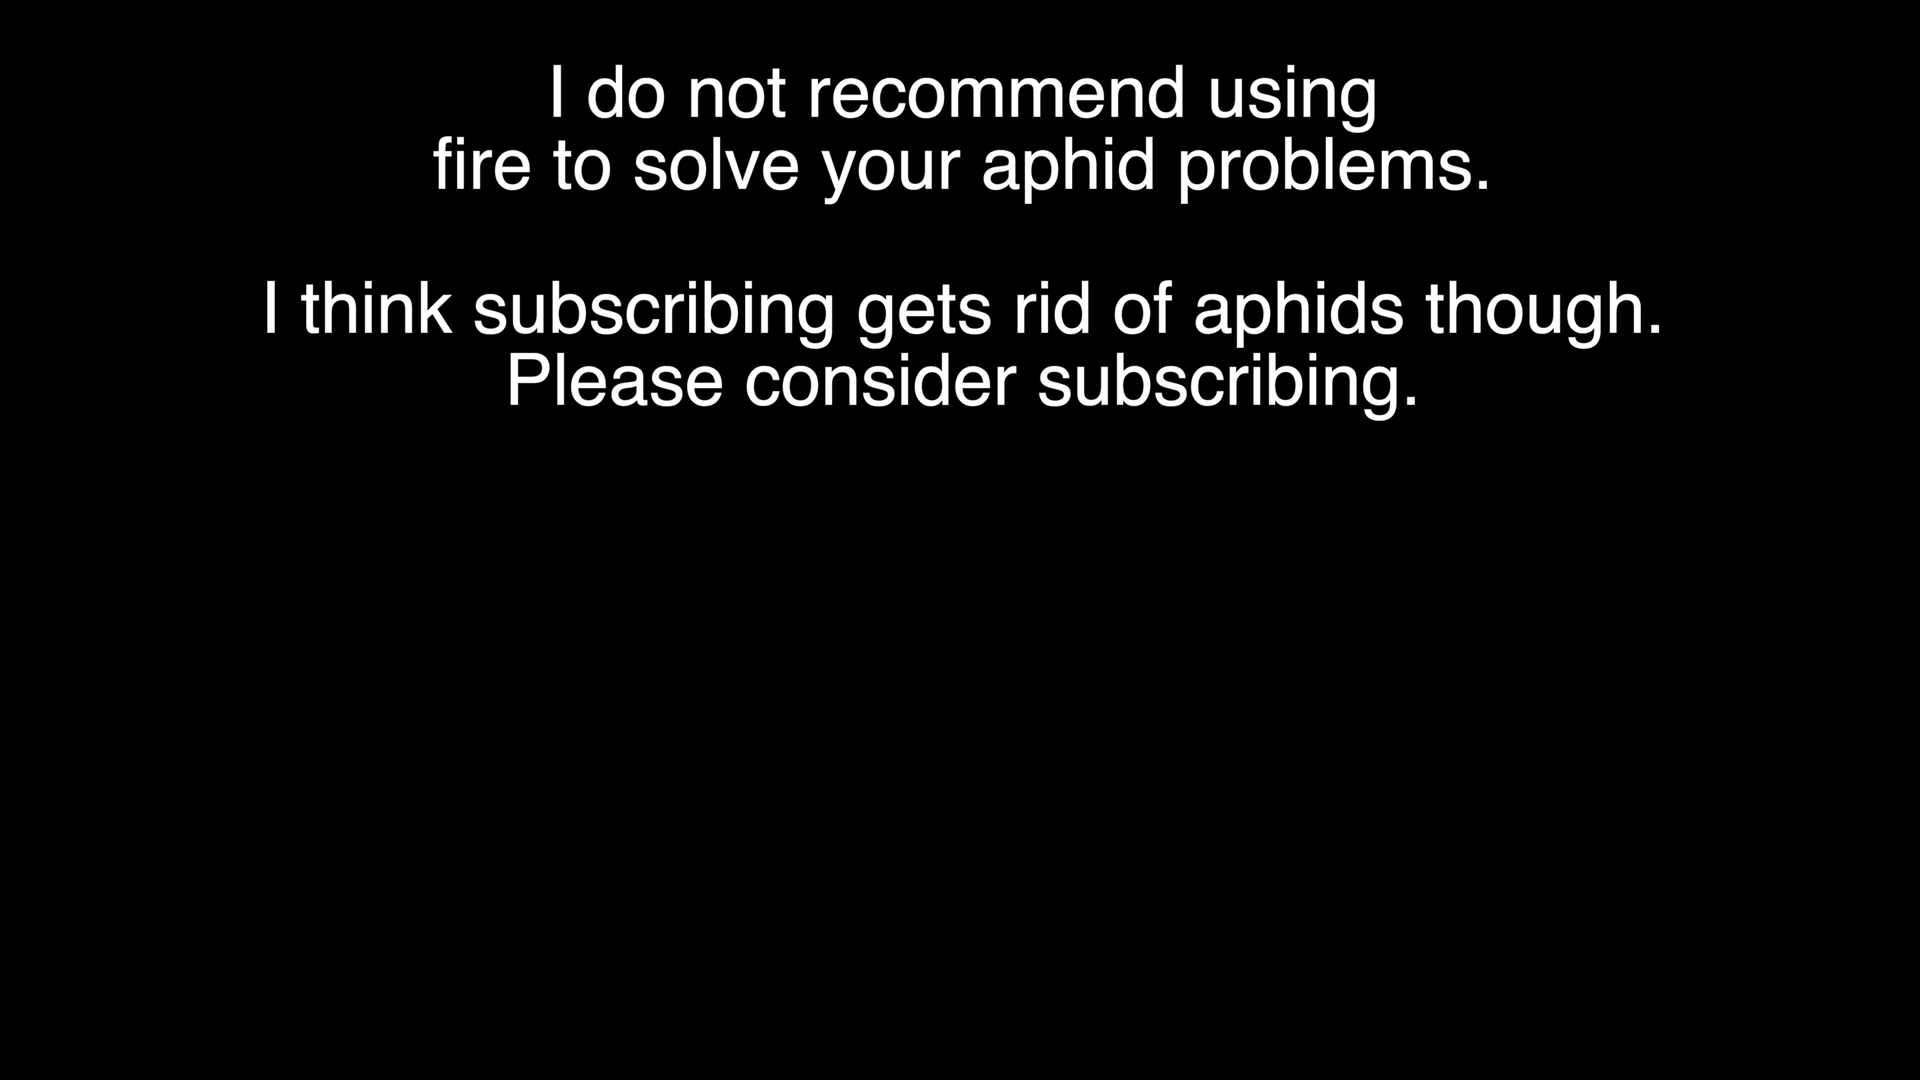 I do not recommend using
fire to solve your aphid problems.
I think subscribing gets rid of aphids though.
Please consider subscribing.